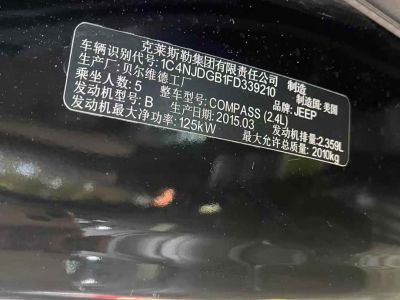 克莱斯勒集团有限责任公司 制造
车辆识别代号: 1C4NJDGB1FD339210 制造国: 美国
工厂: 贝尔维德工厂 品牌: JEEP
乘坐人数: 5 整车型号: COMPASS (2.4L)
发动机型号: B 生产日期: 2015.03 发动机排量: 2.359L
发动机最大净功率: 125kW 最大允许总质量: 2010kg